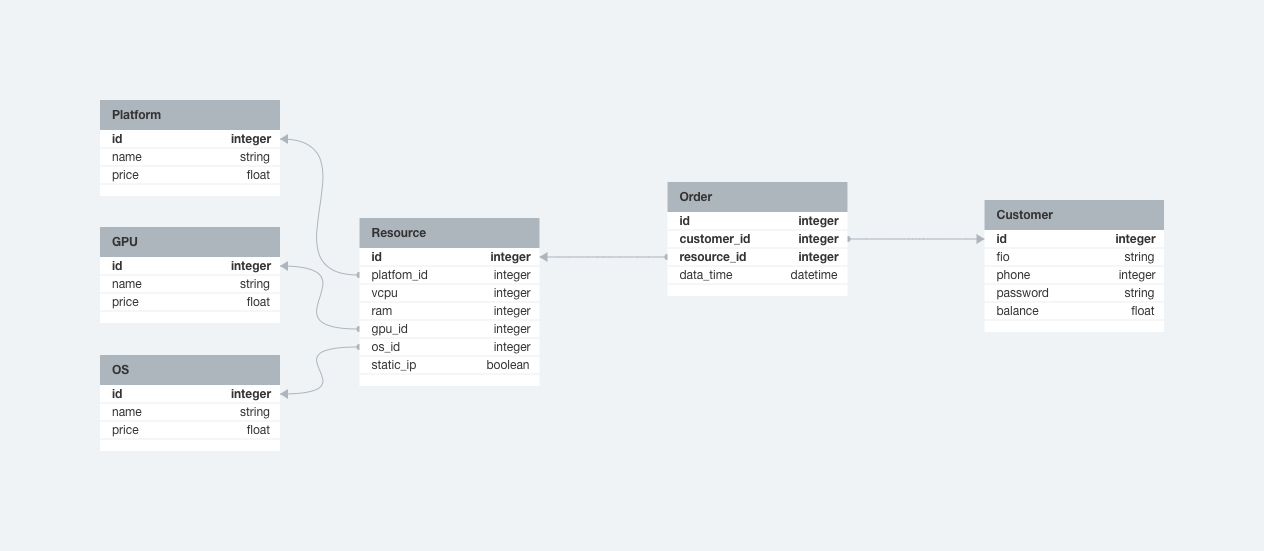 Platform
id integer
name string
price float
GPU
id integer
name string
price float
OS
id integer
name string
price float
Resource
id integer
platfom_id integer
vcpu integer
ram integer
gpu_id integer
os_id integer
static_ip boolean
Order
id integer
customer_id integer
resource_id integer
data_time datetime
Customer
id integer
fio string
phone integer
password string
balance float